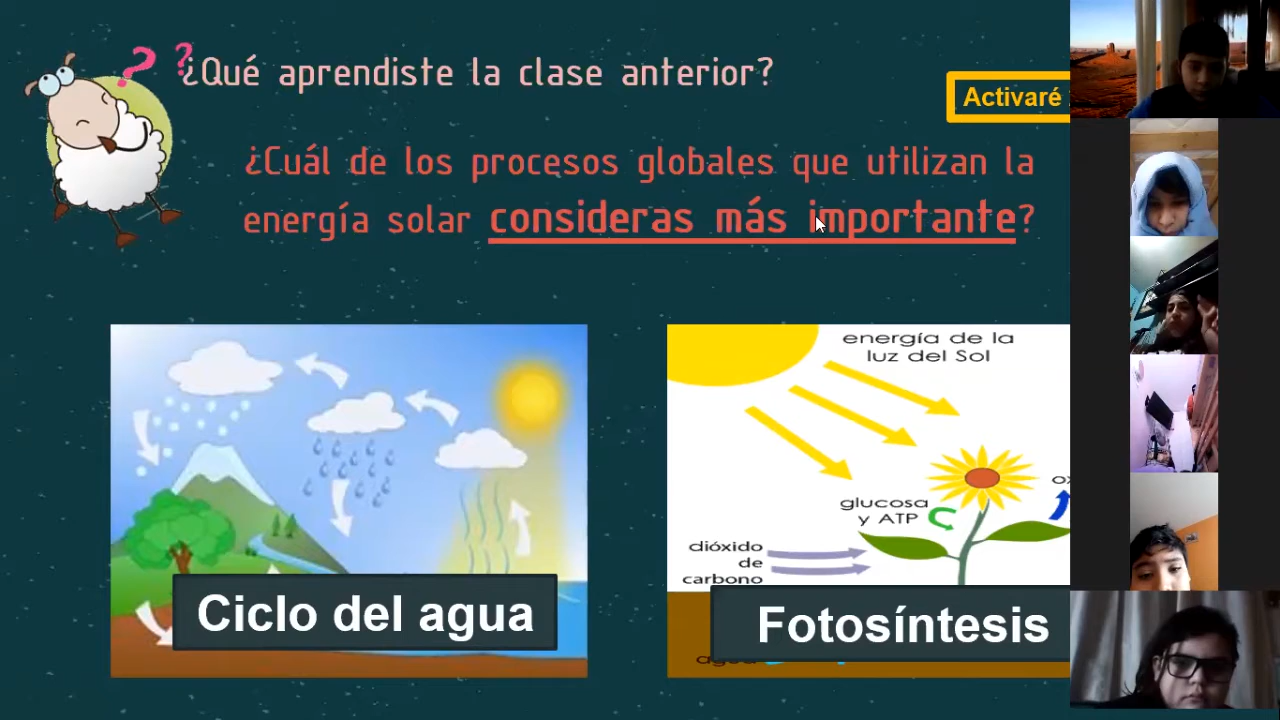 ? ?
¿Qué aprendiste la clase anterior?
Activaré
¿Cuál de los procesos globales que utilizan la
energía solar consideras más importante?
energía de la
luz del Sol
glucosa
y ATP
dióxido
de
carbono
Ciclo del agua
Fotosíntesis
agua